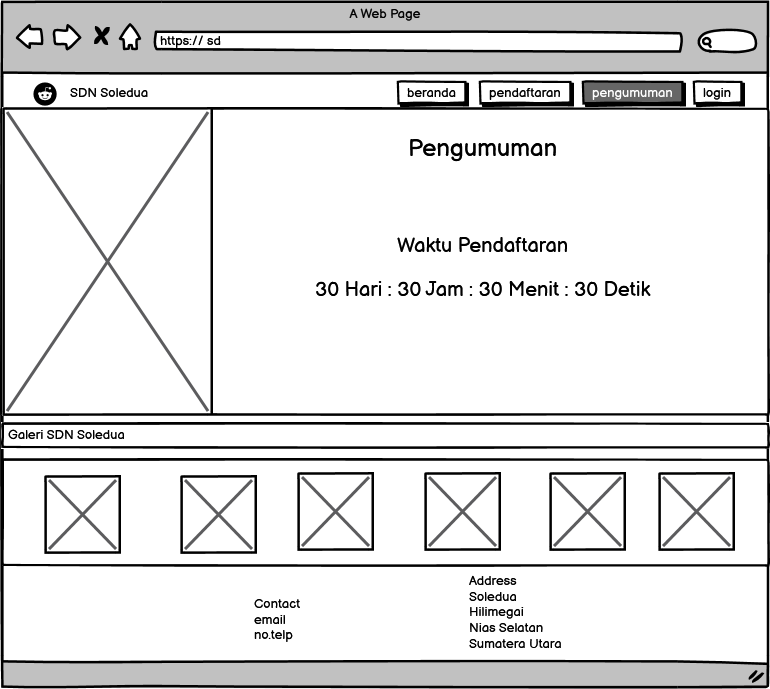 A Web Page
https:// sd
SDN Soledua
beranda
pendaftaran
pengumuman
login
Pengumuman
Waktu Pendaftaran
30 Hari : 30 Jam : 30 Menit : 30 Detik
Galeri SDN Soledua
Contact
email
no.telp
Address
Soledua
Hilimegai
Nias Selatan
Sumatera Utara